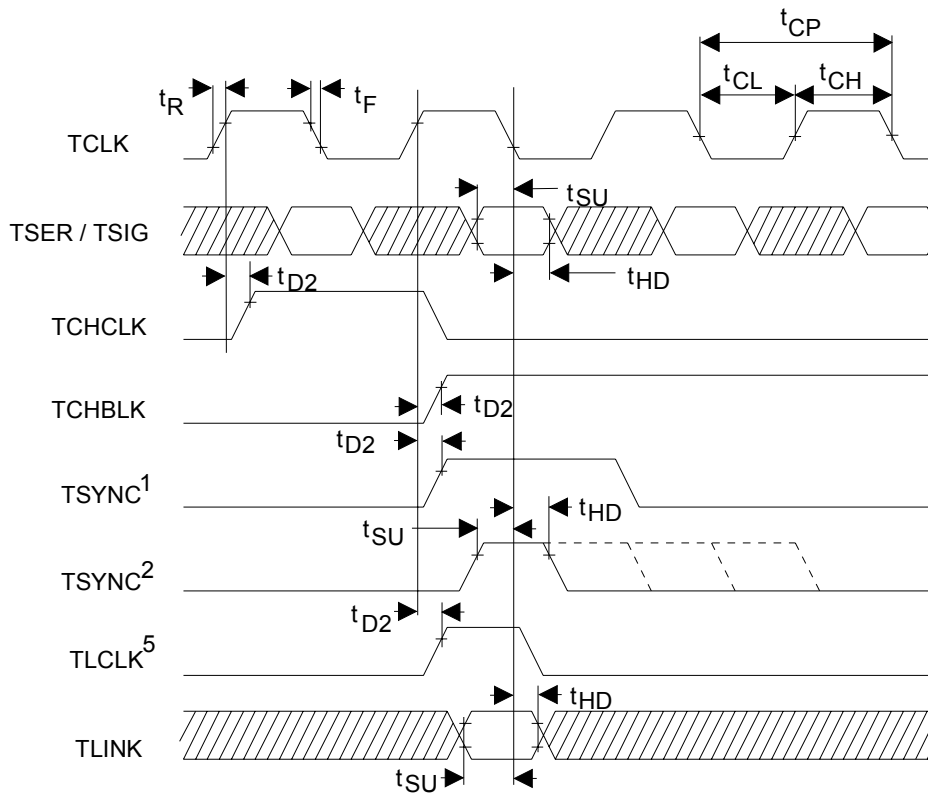 tCP
tCL tCH
tR tF
TCLK
tSU
TSER / TSIG
tD2 tHD
TCHCLK
TCHBLK tD2
tD2
TSYNC1
tSU tHD
TSYNC2
tD2
TLCLK5
tHD
TLINK
tSU